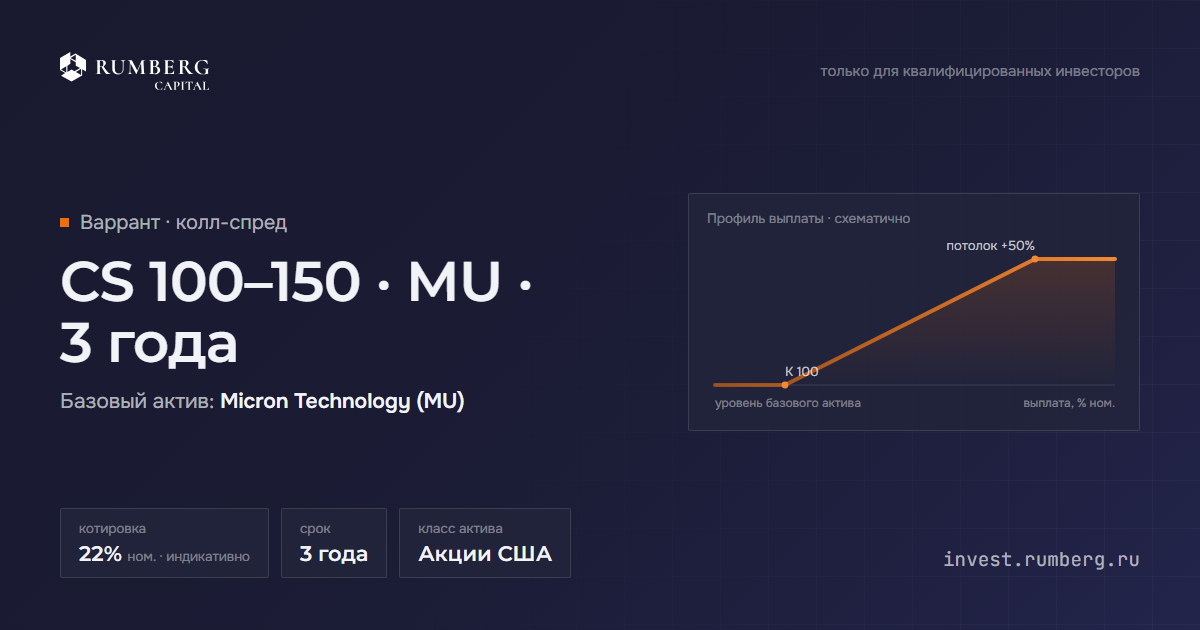 RUMBERG
CAPITAL
только для квалифицированных инвесторов
Варрант · колл-спред
CS 100–150 · MU ·
3 года
Базовый актив: Micron Technology (MU)
Профиль выплаты · схематично
потолок +50%
K 100
уровень базового актива
выплата, % ном.
котировка
22% ном. · индикативно
срок
3 года
класс актива
Акции США
invest.rumberg.ru